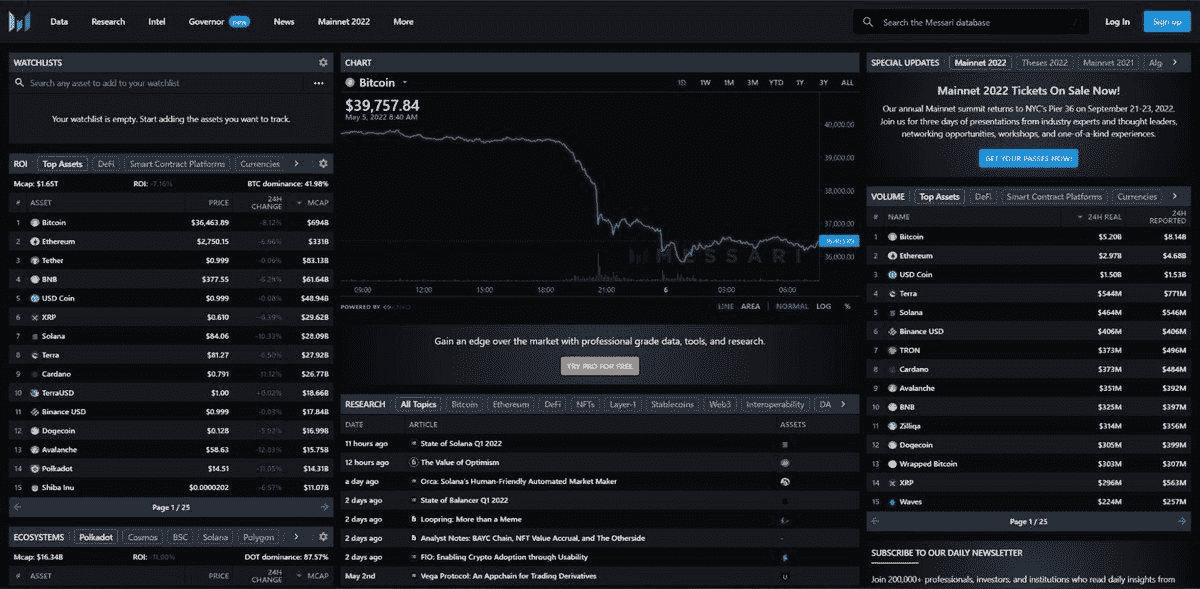 Data Research Intel Governor new News Mainnet 2022 More Search the Messari database / Log In Sign up
WATCHLISTS
Search any asset to add to your watchlist
Your watchlist is empty. Start adding the assets you want to track.
ROI Top Assets DeFi Smart Contract Platforms Currencies
Mcap: $1.65T ROI: -7.16% BTC dominance: 41.98%
# ASSET PRICE 24H CHANGE MCAP
1 Bitcoin $36,463.89 -8.12% $694B
2 Ethereum $2,750.15 -6.66% $331B
3 Tether $0.999 -0.06% $83.13B
4 BNB $377.55 -6.29% $61.64B
5 USD Coin $0.999 -0.08% $48.94B
6 XRP $0.610 -6.39% $29.62B
7 Solana $84.06 -10.33% $28.09B
8 Terra $81.27 -6.50% $27.92B
9 Cardano $0.791 -11.12% $26.77B
10 TerraUSD $1.00 +0.02% $18.66B
11 Binance USD $0.999 -0.03% $17.84B
12 Dogecoin $0.128 -5.92% $16.99B
13 Avalanche $58.63 -12.83% $15.75B
14 Polkadot $14.51 -11.05% $14.31B
15 Shiba Inu $0.0000202 -6.57% $11.07B
Page 1 / 25
ECOSYSTEMS Polkadot Cosmos BSC Solana Polygon
Mcap: $16.34B ROI: -11.00% DOT dominance: 87.57%
# ASSET PRICE 24H CHANGE MCAP
CHART
Bitcoin 1D 1W 1M 3M YTD 1Y 3Y ALL
$39,757.84
May 5, 2022 8:40 AM
40,000.00
39,000.00
38,000.00
37,000.00
36,000.00
MESSARI
09:00 12:00 15:00 18:00 21:00 6 03:00 06:00
POWERED BY
LINE AREA NORMAL LOG %
Gain an edge over the market with professional grade data, tools, and research.
TRY PRO FOR FREE
RESEARCH All Topics Bitcoin Ethereum DeFi NFTs Layer-1 Stablecoins Web3 Interoperability DA
DATE ARTICLE ASSETS
11 hours ago State of Solana Q1 2022
12 hours ago The Value of Optimism
a day ago Orca: Solana's Human-Friendly Automated Market Maker
2 days ago State of Balancer Q1 2022
2 days ago Loopring: More than a Meme
2 days ago Analyst Notes: BAYC Chain, NFT Value Accrual, and The Otherside -
2 days ago FIO: Enabling Crypto Adoption through Usability
May 2nd Vega Protocol: An Appchain for Trading Derivatives
SPECIAL UPDATES Mainnet 2022 Theses 2022 Mainnet 2021 Alg
Mainnet 2022 Tickets On Sale Now!
Our annual Mainnet summit returns to NYC's Pier 36 on September 21-23, 2022.
Join us for three days of presentations from industry experts and thought leaders,
networking opportunities, workshops, and one-of-a-kind experiences.
GET YOUR PASSES NOW!
VOLUME Top Assets DeFi Smart Contract Platforms Currencies
# NAME 24H REAL 24H REPORTED
1 Bitcoin $5.20B $8.14B
2 Ethereum $2.97B $4.68B
3 USD Coin $1.50B $1.53B
4 Terra $544M $771M
5 Solana $464M $546M
6 Binance USD $406M $406M
7 TRON $373M $496M
8 Cardano $373M $484M
9 Avalanche $351M $392M
10 BNB $325M $397M
11 Zilliqa $314M $356M
12 Dogecoin $305M $399M
13 Wrapped Bitcoin $303M $307M
14 XRP $296M $563M
15 Waves $224M $257M
Page 1 / 25
SUBSCRIBE TO OUR DAILY NEWSLETTER
Join 200,000+ professionals, investors, and institutions who read daily insights from